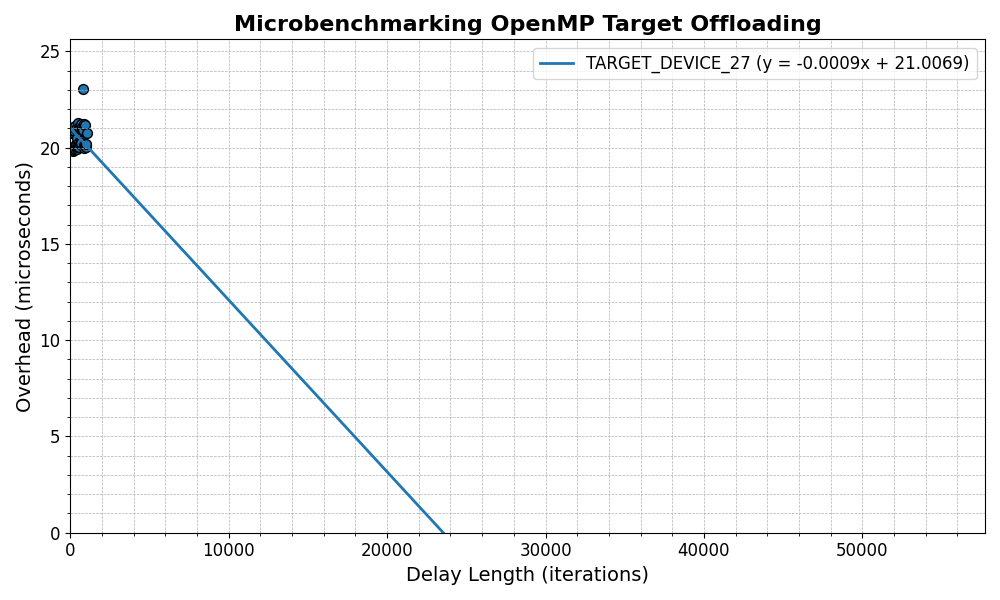 Microbenchmarking OpenMP Target Offloading
TARGET_DEVICE_27 (y = -0.0009x + 21.0069)
Overhead (microseconds)
25
20
15
10
5
0
0 10000 20000 30000 40000 50000
Delay Length (iterations)